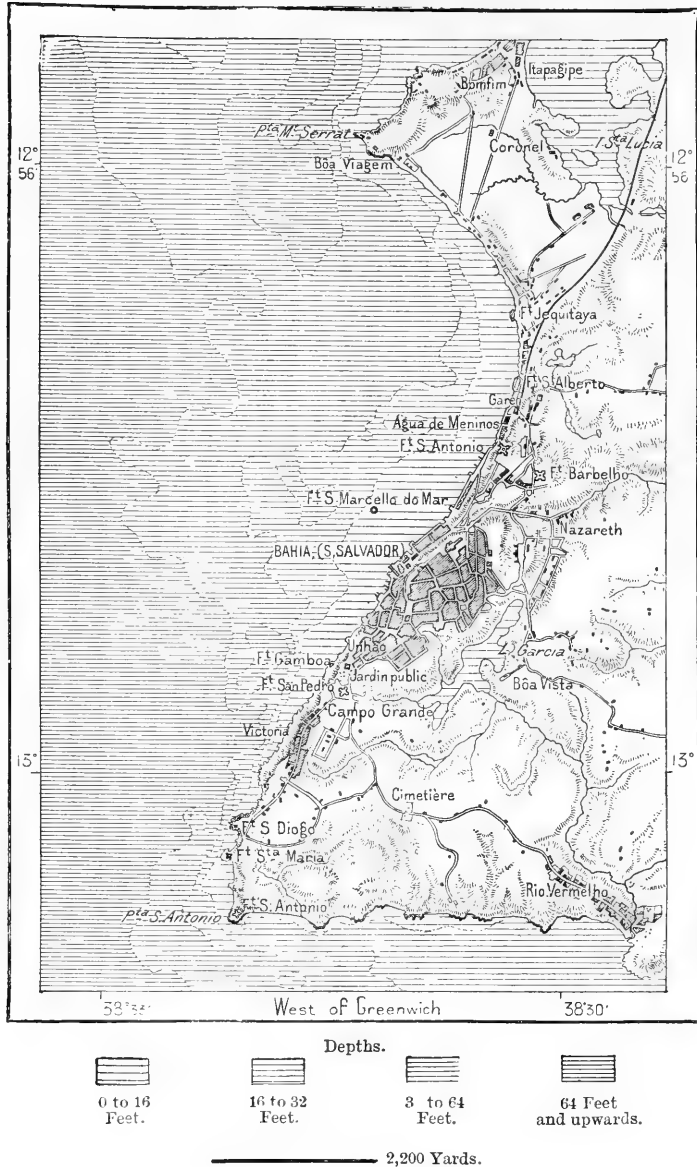 Itapagipe
Bomfim
Pta Mt Serrat
Coronel
I Sta Lucia
12°
56'
12°
56'
Bôa Viagem
Ft Jequitaya
Ft S. Alberto
Gare
Agua de Meninos
Ft S. Antonio
Ft Barbelho
Ft S. Marcello do Mar
Nazareth
BAHIA, (S. SALVADOR)
Unhão
Ft Gamboa
L. Garcia
Ft San Pedro
Jardin public
Bôa Vista
Campo Grande
Victoria
13°
13°
Cimetière
Ft S Diogo
Ft Sta Maria
Rio Vermelho
Ft S. Antonio
Pta S. Antonio
West of Greenwich
38°30'
Depths.
0 to 16
Feet.
16 to 32
Feet.
3 to 64
Feet.
64 Feet
and upwards.
2,200 Yards.